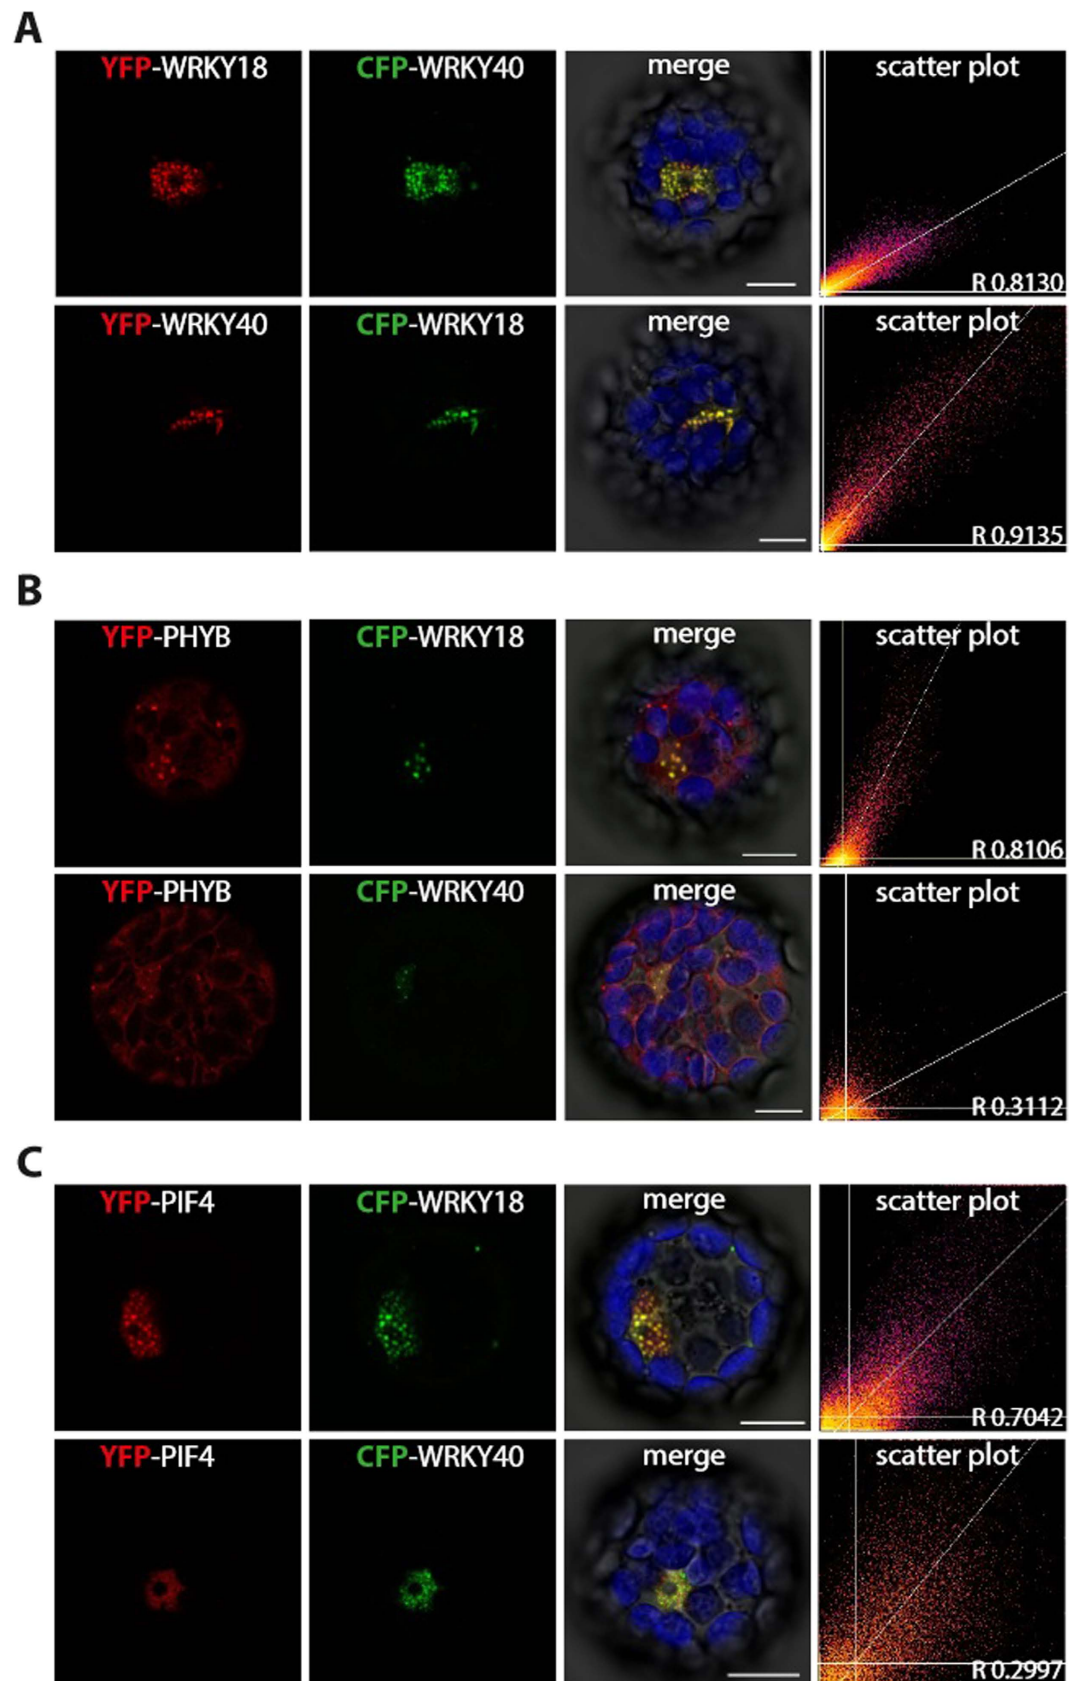 A
YFP-WRKY18 CFP-WRKY40 merge scatter plot
R 0.8130
YFP-WRKY40 CFP-WRKY18 merge scatter plot
R 0.9135
B
YFP-PHYB CFP-WRKY18 merge scatter plot
R 0.8106
YFP-PHYB CFP-WRKY40 merge scatter plot
R 0.3112
C
YFP-PIF4 CFP-WRKY18 merge scatter plot
R 0.7042
YFP-PIF4 CFP-WRKY40 merge scatter plot
R 0.2997